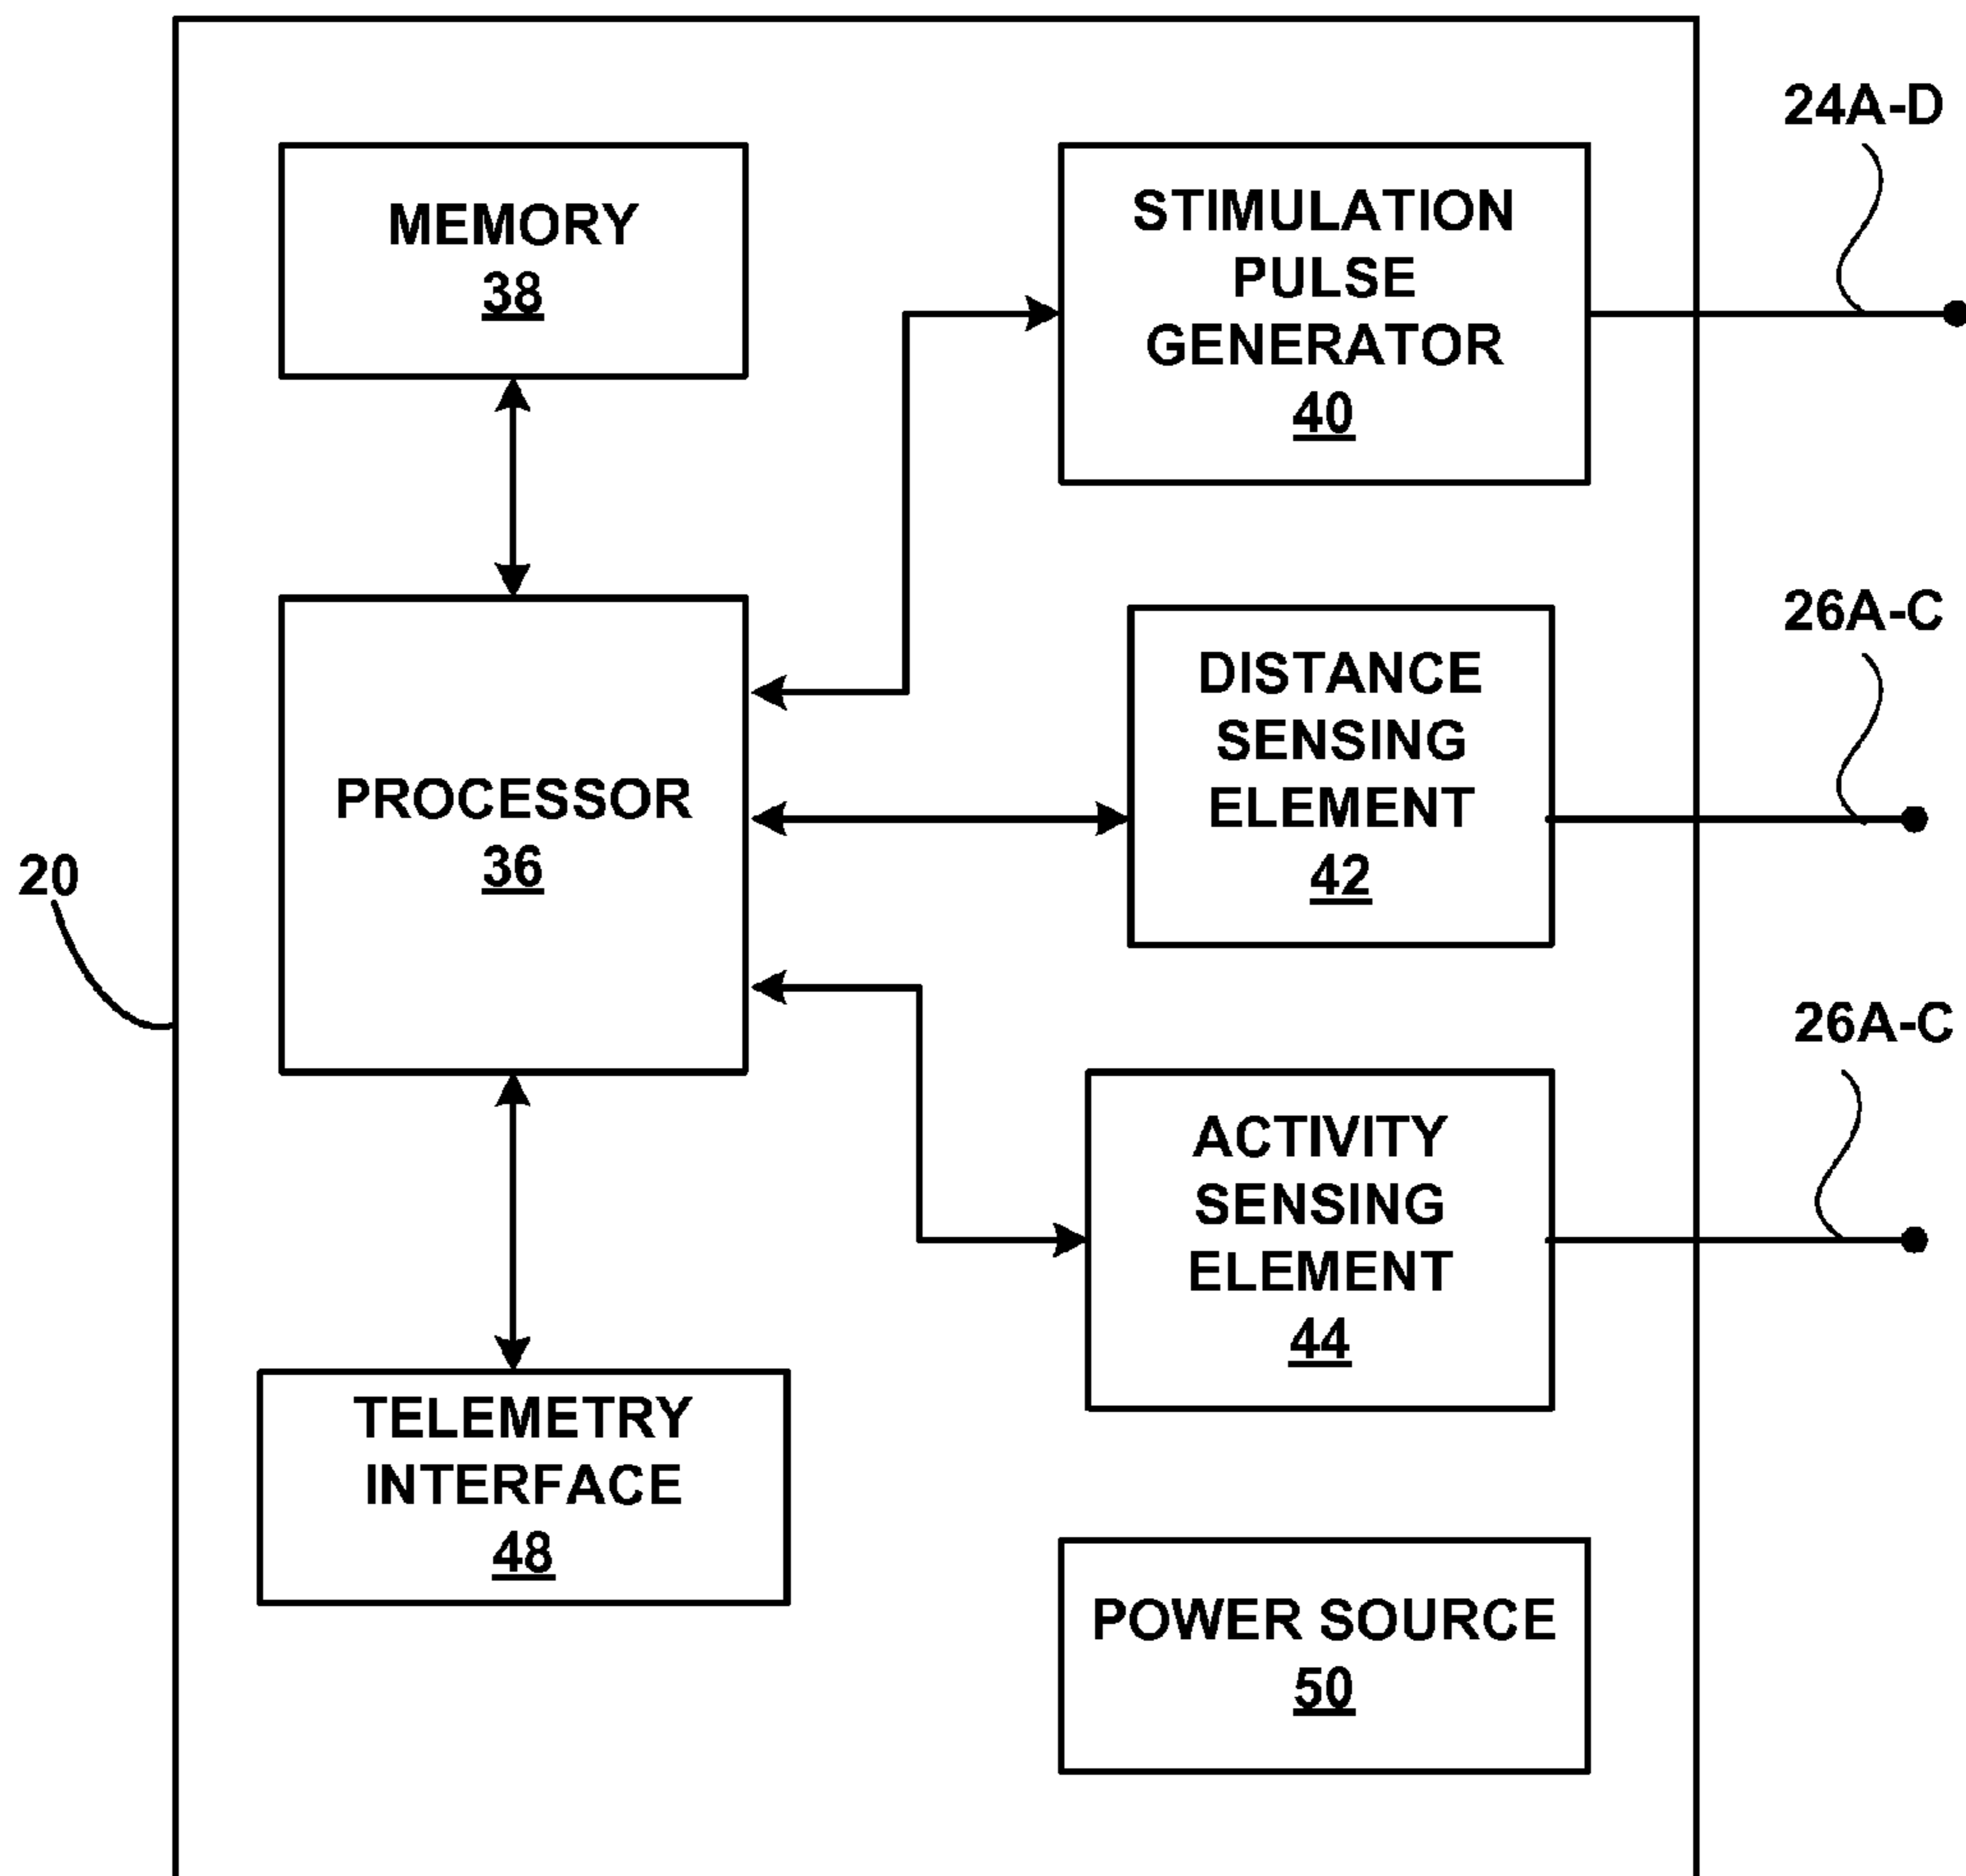 24A-D
MEMORY
38
STIMULATION
PULSE
GENERATOR
40
26A-C
DISTANCE
SENSING
ELEMENT
42
PROCESSOR
36
20
26A-C
ACTIVITY
SENSING
ELEMENT
44
TELEMETRY
INTERFACE
48
POWER SOURCE
50